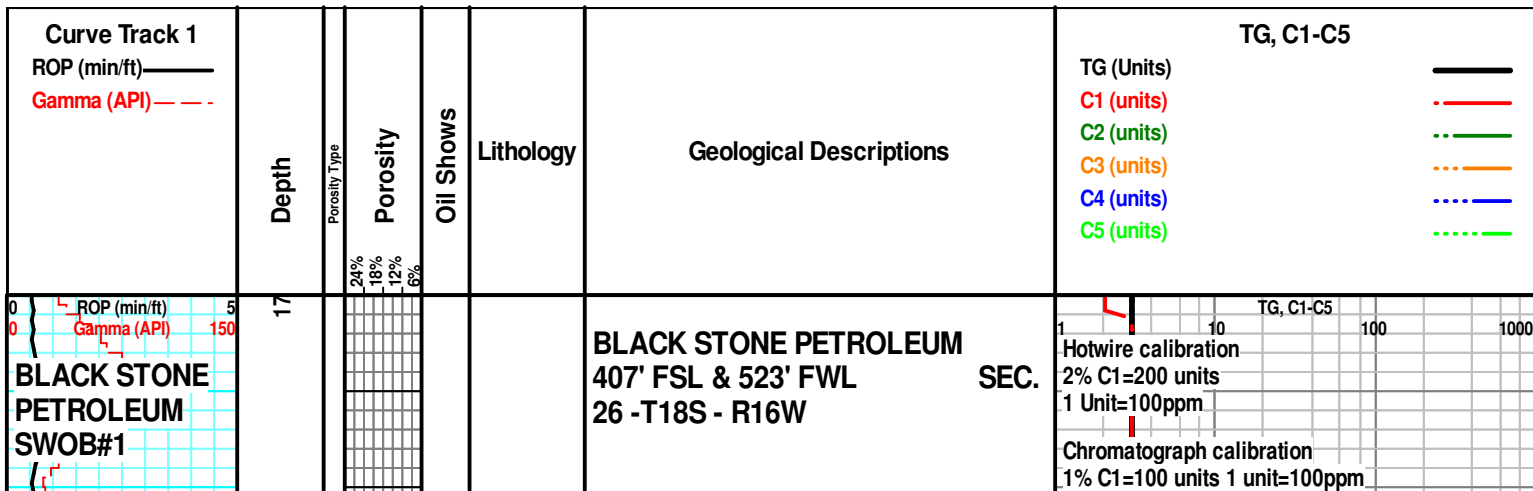 Curve Track 1
ROP (min/ft)
Gamma (API)
Depth
Porosity Type
Porosity
24%
18%
12%
6%
Oil Shows
Lithology
Geological Descriptions
TG, C1-C5
TG (Units)
C1 (units)
C2 (units)
C3 (units)
C4 (units)
C5 (units)
0 ROP (min/ft) 5
0 Gamma (API) 150
BLACK STONE
PETROLEUM
SWOB#1
17
BLACK STONE PETROLEUM
407' FSL & 523' FWL SEC.
26 -T18S - R16W
TG, C1-C5
1 10 100 1000
Hotwire calibration
2% C1=200 units
1 Unit=100ppm
Chromatograph calibration
1% C1=100 units 1 unit=100ppm